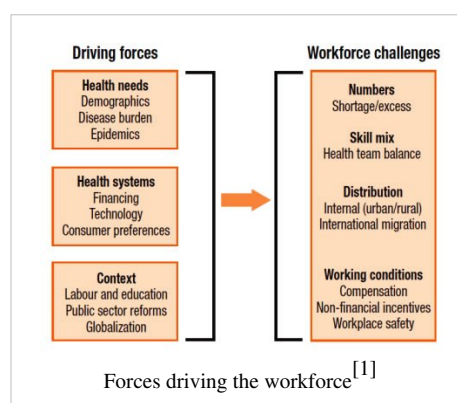 Driving forces
Health needs
Demographics
Disease burden
Epidemics
Health systems
Financing
Technology
Consumer preferences
Context
Labour and education
Public sector reforms
Globalization
Workforce challenges
Numbers
Shortage/excess
Skill mix
Health team balance
Distribution
Internal (urban/rural)
International migration
Working conditions
Compensation
Non-financial incentives
Workplace safety
Forces driving the workforce[1]